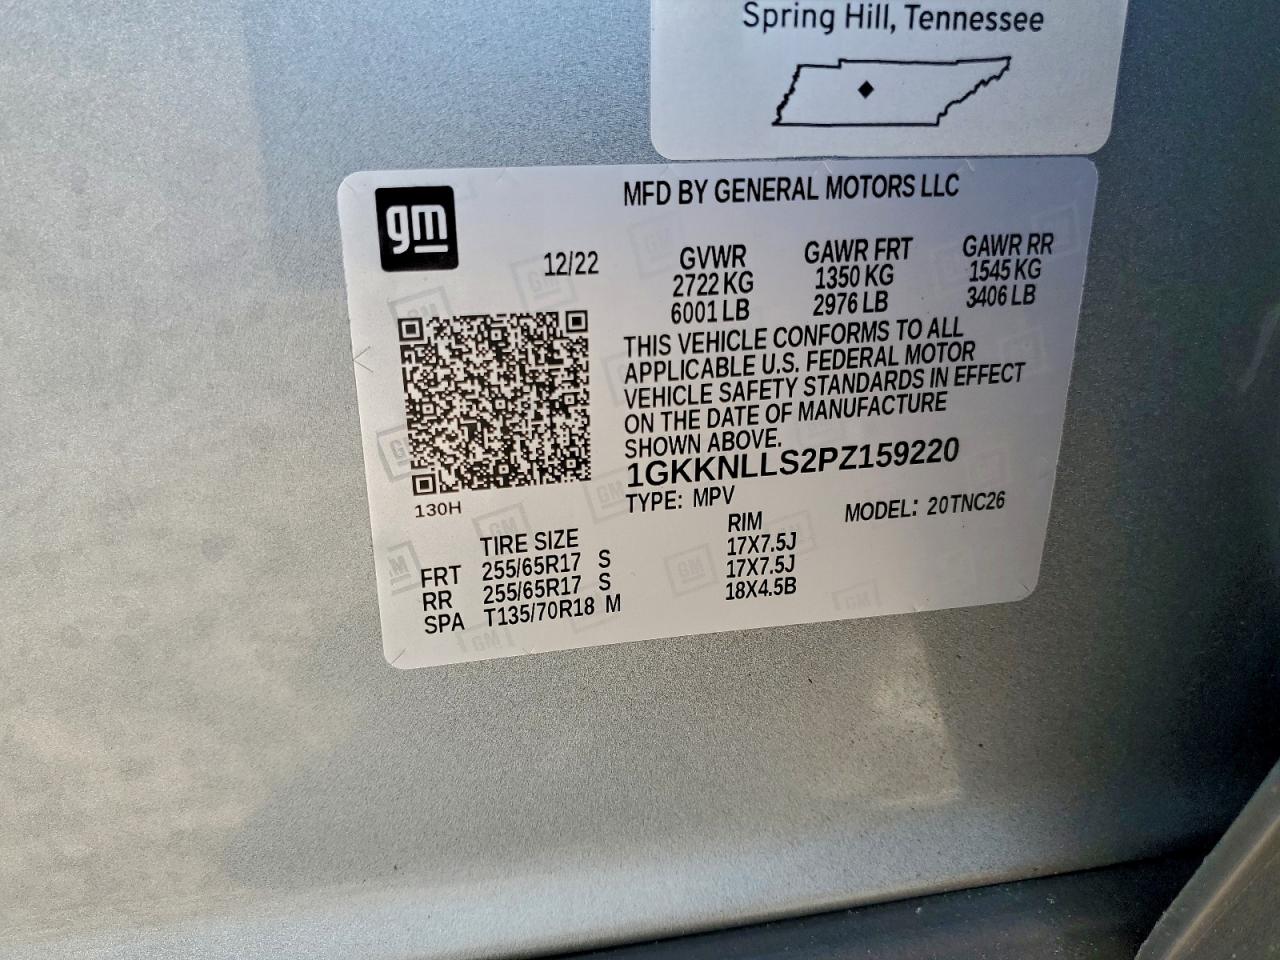 Spring Hill, Tennessee
gm
MFD BY GENERAL MOTORS LLC
12/22
GVWR GAWR FRT GAWR RR
2722 KG 1350 KG 1545 KG
6001 LB 2976 LB 3406 LB
THIS VEHICLE CONFORMS TO ALL
APPLICABLE U.S. FEDERAL MOTOR
VEHICLE SAFETY STANDARDS IN EFFECT
ON THE DATE OF MANUFACTURE
SHOWN ABOVE.
1GKKNLLS2PZ159220
130H
TYPE: MPV MODEL: 20TNC26
TIRE SIZE RIM
FRT 255/65R17 S 17X7.5J
RR 255/65R17 S 17X7.5J
SPA T135/70R18 M 18X4.5B